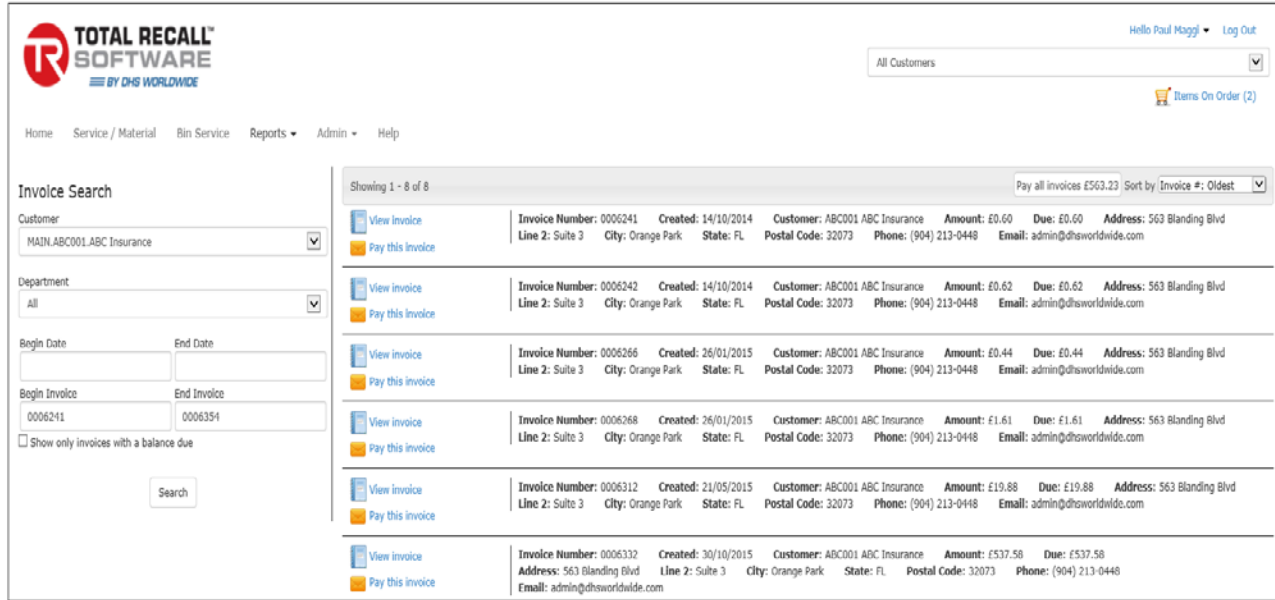 TOTAL RECALL™
SOFTWARE
BY DHS WORLDWIDE
TR
Hello Paul Maggi Log Out
All Customers
Items On Order (2)
Home Service / Material Bin Service Reports Admin Help
Invoice Search
Customer
MAIN.ABC001.ABC Insurance
Department
All
Begin Date End Date
Begin Invoice End Invoice
0006241 0006354
Show only invoices with a balance due
Search
Showing 1 - 8 of 8 Pay all invoices £563.23 Sort by Invoice #: Oldest
View invoice
Pay this invoice
Invoice Number: 0006241 Created: 14/10/2014 Customer: ABC001 ABC Insurance Amount: £0.60 Due: £0.60 Address: 563 Blanding Blvd
Line 2: Suite 3 City: Orange Park State: FL Postal Code: 32073 Phone: (904) 213-0448 Email: admin@dhsworldwide.com
View invoice
Pay this invoice
Invoice Number: 0006242 Created: 14/10/2014 Customer: ABC001 ABC Insurance Amount: £0.62 Due: £0.62 Address: 563 Blanding Blvd
Line 2: Suite 3 City: Orange Park State: FL Postal Code: 32073 Phone: (904) 213-0448 Email: admin@dhsworldwide.com
View invoice
Pay this invoice
Invoice Number: 0006266 Created: 26/01/2015 Customer: ABC001 ABC Insurance Amount: £0.44 Due: £0.44 Address: 563 Blanding Blvd
Line 2: Suite 3 City: Orange Park State: FL Postal Code: 32073 Phone: (904) 213-0448 Email: admin@dhsworldwide.com
View invoice
Pay this invoice
Invoice Number: 0006268 Created: 26/01/2015 Customer: ABC001 ABC Insurance Amount: £1.61 Due: £1.61 Address: 563 Blanding Blvd
Line 2: Suite 3 City: Orange Park State: FL Postal Code: 32073 Phone: (904) 213-0448 Email: admin@dhsworldwide.com
View invoice
Pay this invoice
Invoice Number: 0006312 Created: 21/05/2015 Customer: ABC001 ABC Insurance Amount: £19.88 Due: £19.88 Address: 563 Blanding Blvd
Line 2: Suite 3 City: Orange Park State: FL Postal Code: 32073 Phone: (904) 213-0448 Email: admin@dhsworldwide.com
View invoice
Pay this invoice
Invoice Number: 0006332 Created: 30/10/2015 Customer: ABC001 ABC Insurance Amount: £537.58 Due: £537.58
Address: 563 Blanding Blvd Line 2: Suite 3 City: Orange Park State: FL Postal Code: 32073 Phone: (904) 213-0448
Email: admin@dhsworldwide.com